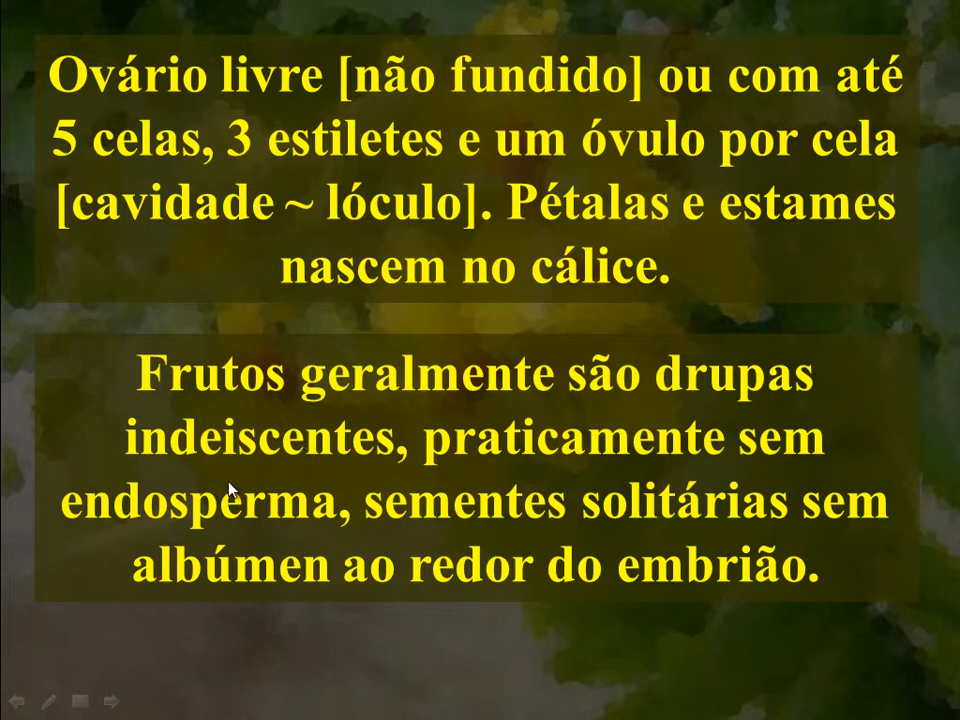 Ovário livre [não fundido] ou com até
5 celas, 3 estiletes e um óvulo por cela
[cavidade ~ lóculo]. Pétalas e estames
nascem no cálice.
Frutos geralmente são drupas
indeiscentes, praticamente sem
endosperma, sementes solitárias sem
albúmen ao redor do embrião.